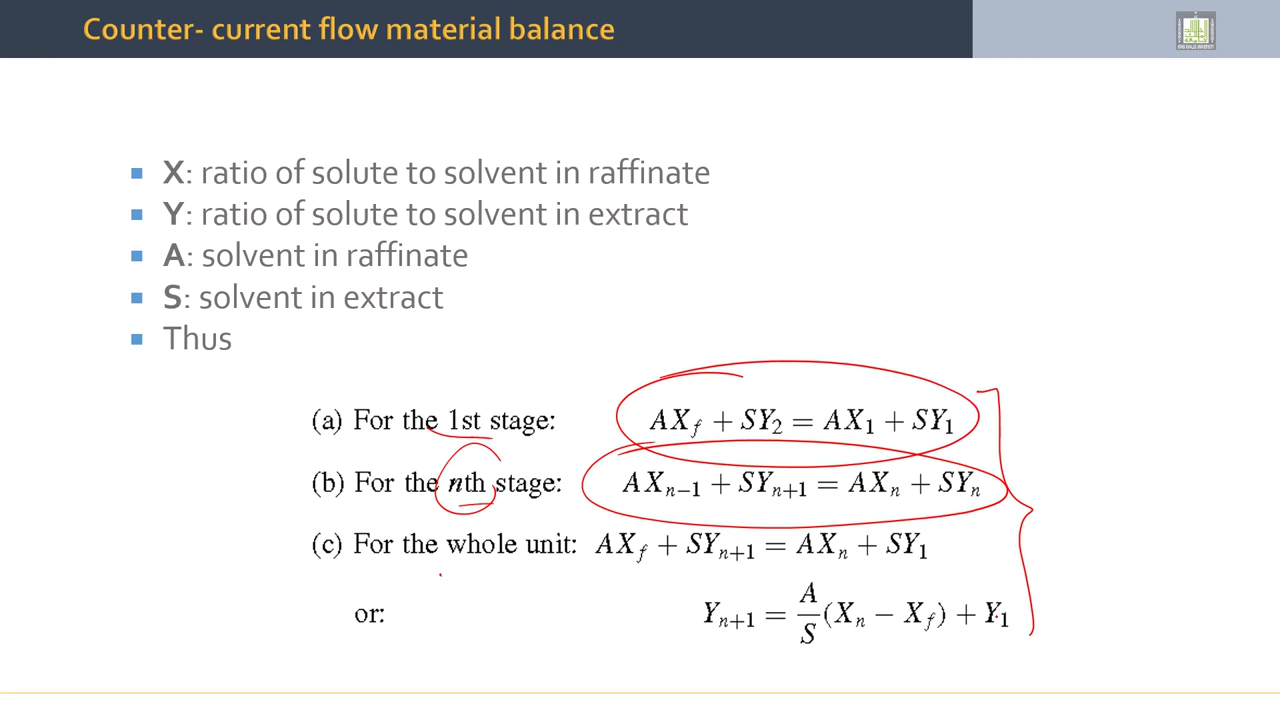 Counter- current flow material balance
X: ratio of solute to solvent in raffinate
Y: ratio of solute to solvent in extract
A: solvent in raffinate
S: solvent in extract
Thus
(a) For the 1st stage: AX_f + SY_2 = AX_1 + SY_1
(b) For the nth stage: AX_{n−1} + SY_{n+1} = AX_n + SY_n
(c) For the whole unit: AX_f + SY_{n+1} = AX_n + SY_1
or: Y_{n+1} = \frac{A}{S}(X_n − X_f) + Y_1